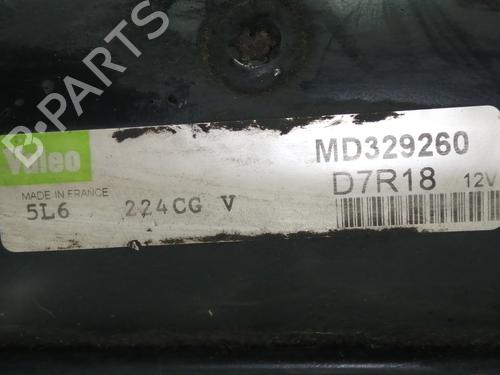 B-PARTS
Valeo
MD329260
MADE IN FRANCE
D7R18 12V
5L6 224CG V